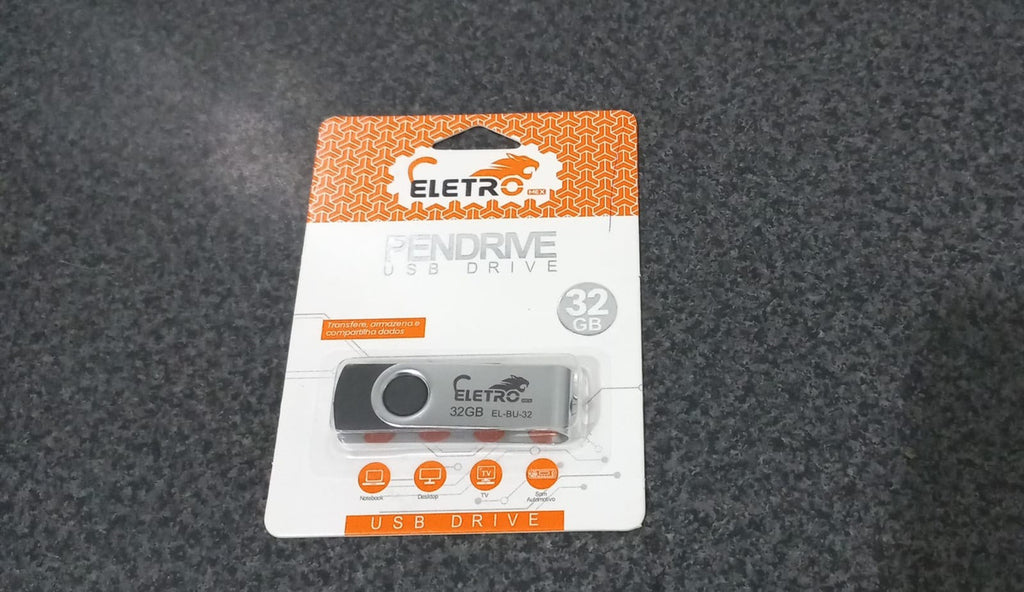 ELETRO
MEX
PENDRIVE
USB DRIVE
32
GB
Transfere, armazena e
compartilha dados
ELETRO
32GB EL-BU-32
TV
Notebook
Desktop
TV
Som
Automotivo
USB DRIVE